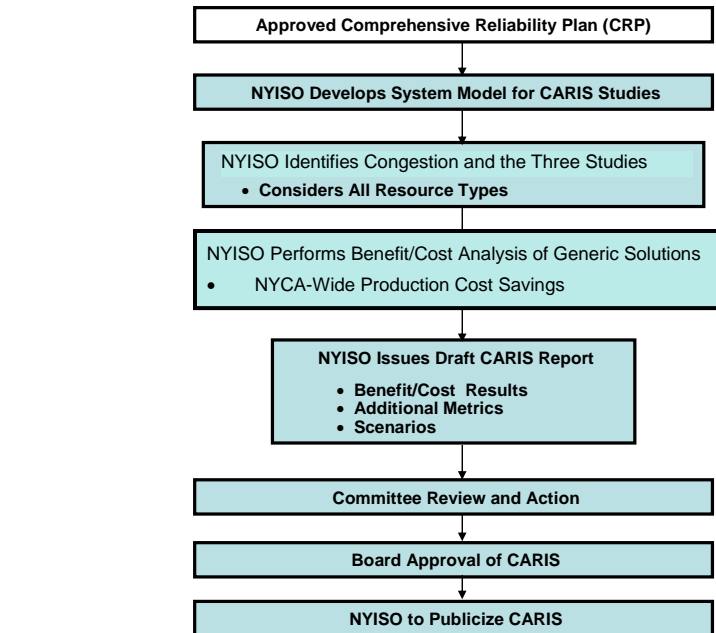 Approved Comprehensive Reliability Plan (CRP)
NYISO Develops System Model for CARIS Studies
NYISO Identifies Congestion and the Three Studies
• Considers All Resource Types
NYISO Performs Benefit/Cost Analysis of Generic Solutions
• NYCA-Wide Production Cost Savings
NYISO Issues Draft CARIS Report
• Benefit/Cost Results
• Additional Metrics
• Scenarios
Committee Review and Action
Board Approval of CARIS
NYISO to Publicize CARIS